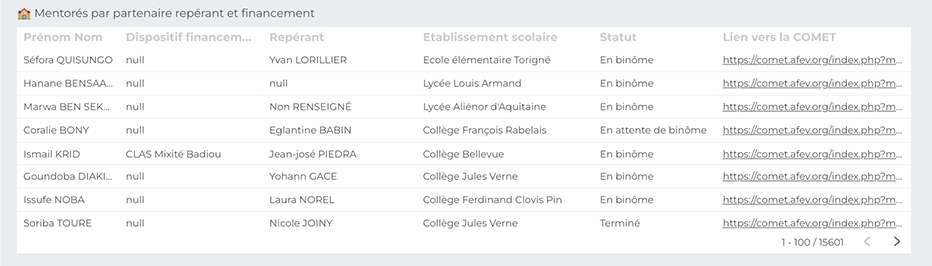 🏫 Mentorés par partenaire repérant et financement
Prénom Nom Dispositif financem... Repérant Etablissement scolaire Statut Lien vers la COMET
Séfora QUISUNGO null Yvan LORILLIER Ecole élémentaire Torigné En binôme https://comet.afev.org/index.php?m...
Hanane BENSAA... null null Lycée Louis Armand En binôme https://comet.afev.org/index.php?m...
Marwa BEN SEK... null Non RENSEIGNÉ Lycée Aliénor d'Aquitaine En binôme https://comet.afev.org/index.php?m...
Coralie BONY null Eglantine BABIN Collège François Rabelais En attente de binôme https://comet.afev.org/index.php?m...
Ismail KRID CLAS Mixité Badiou Jean-josé PIEDRA Collège Bellevue En binôme https://comet.afev.org/index.php?m...
Goundoba DIAKI... null Yohann GACE Collège Jules Verne En binôme https://comet.afev.org/index.php?m...
Issufe NOBA null Laura NOREL Collège Ferdinand Clovis Pin En binôme https://comet.afev.org/index.php?m...
Soriba TOURE null Nicole JOINY Collège Jules Verne Terminé https://comet.afev.org/index.php?m...
1 - 100 / 15601 < >